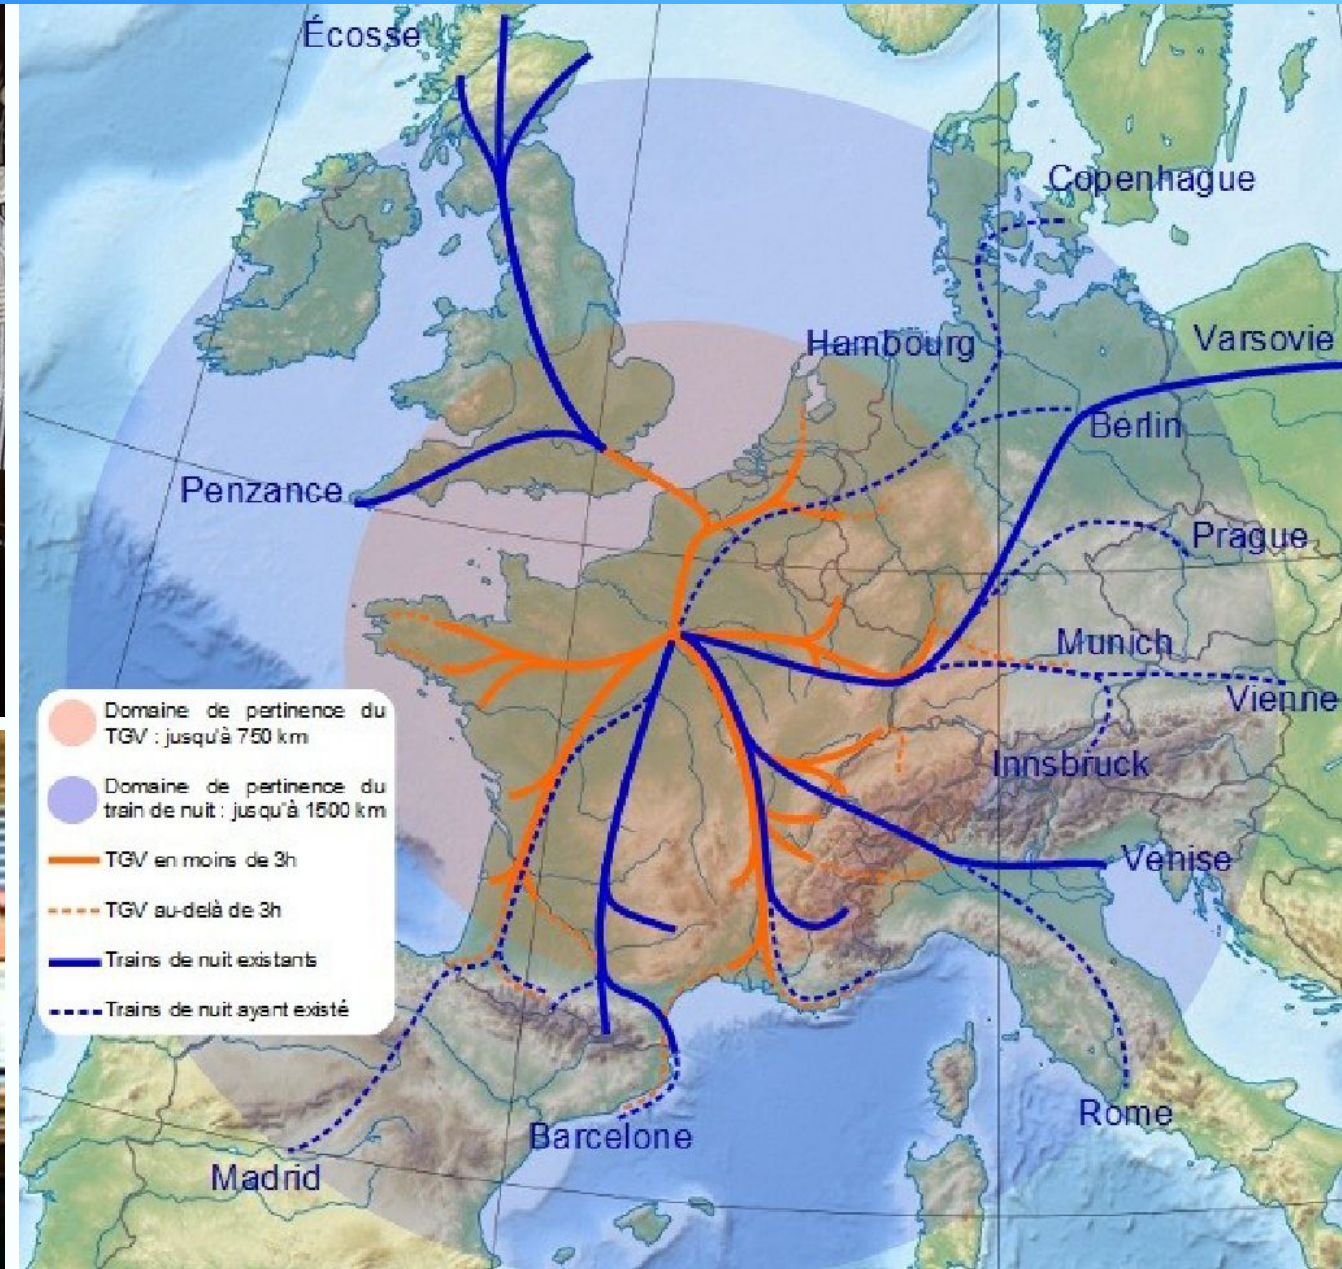 Écosse
Copenhague
Hambourg
Varsovie
Berlin
Penzance
Prague
Munich
Vienne
Innsbruck
Venise
Rome
Barcelone
Madrid
Domaine de pertinence du
TGV : jusqu'à 750 km
Domaine de pertinence du
train de nuit : jusqu'à 1500 km
TGV en moins de 3h
TGV au-delà de 3h
Trains de nuit existants
Trains de nuit ayant existé